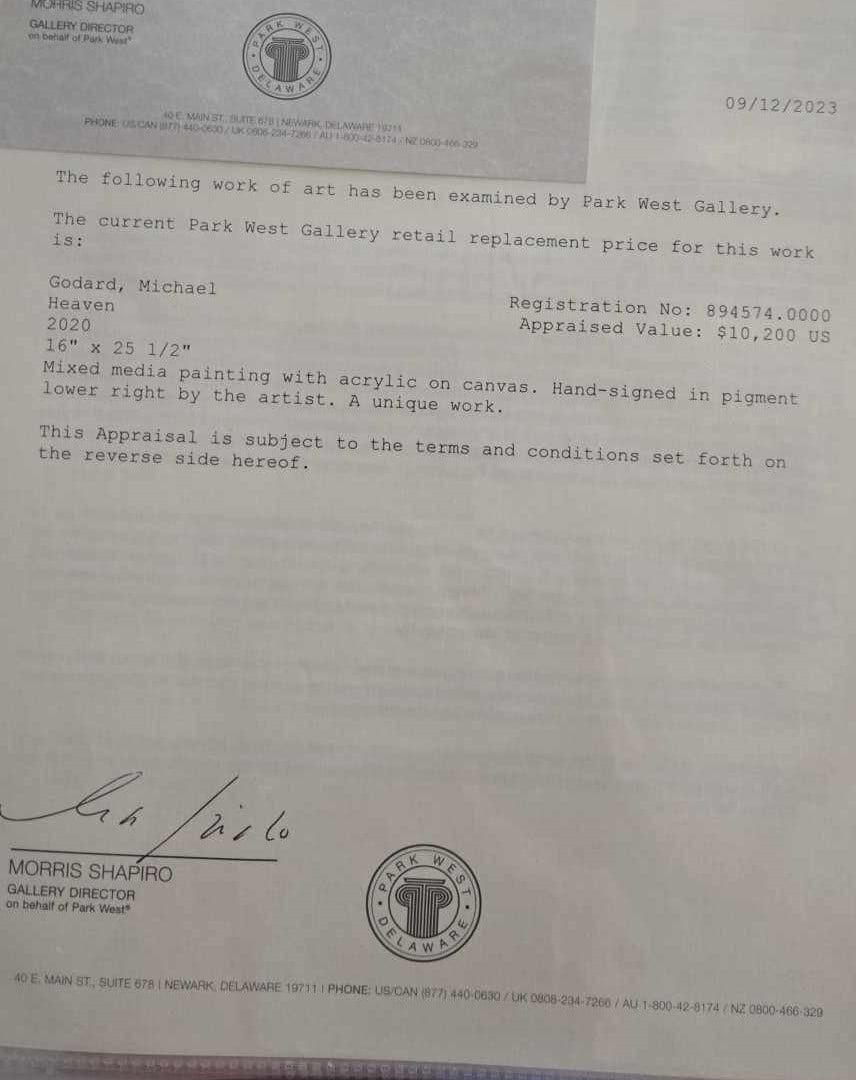 MORRIS SHAPIRO
GALLERY DIRECTOR
on behalf of Park West®
PARK WEST
DELAWARE
40 E. MAIN ST., SUITE 678 | NEWARK, DELAWARE 19711
PHONE: US/CAN (877) 440-0630 / UK 0808-234-7266 / AU 1-800-42-8174 / NZ 0800-466-329
09/12/2023
The following work of art has been examined by Park West Gallery.
The current Park West Gallery retail replacement price for this work
is:
Godard, Michael
Heaven
2020
16" x 25 1/2"
Registration No: 894574.0000
Appraised Value: $10,200 US
Mixed media painting with acrylic on canvas. Hand-signed in pigment
lower right by the artist. A unique work.
This Appraisal is subject to the terms and conditions set forth on
the reverse side hereof.
MORRIS SHAPIRO
GALLERY DIRECTOR
on behalf of Park West®
PARK WEST
DELAWARE
40 E. MAIN ST., SUITE 678 | NEWARK, DELAWARE 19711 | PHONE: US/CAN (877) 440-0630 / UK 0808-234-7266 / AU 1-800-42-8174 / NZ 0800-466-329